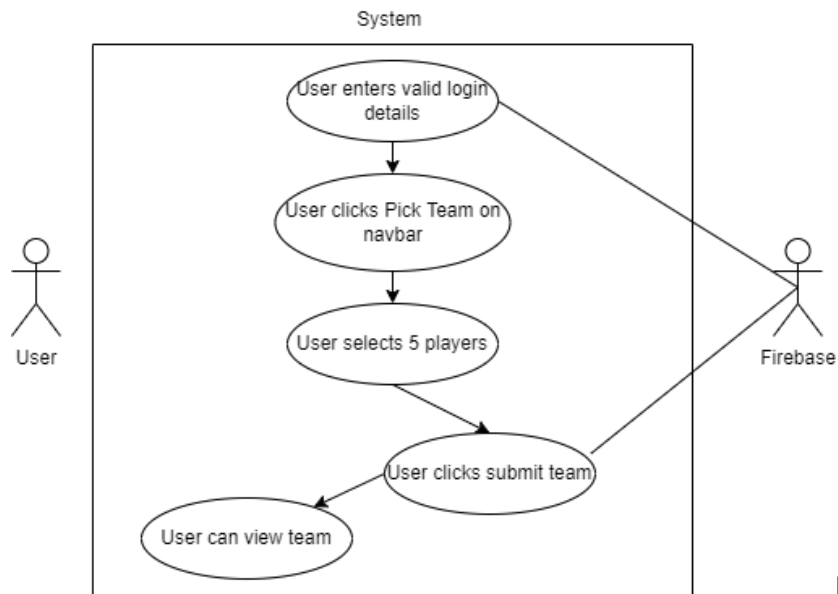 System
User enters valid login
details
User clicks Pick Team on
navbar
User selects 5 players
User
Firebase
User clicks submit team
User can view team